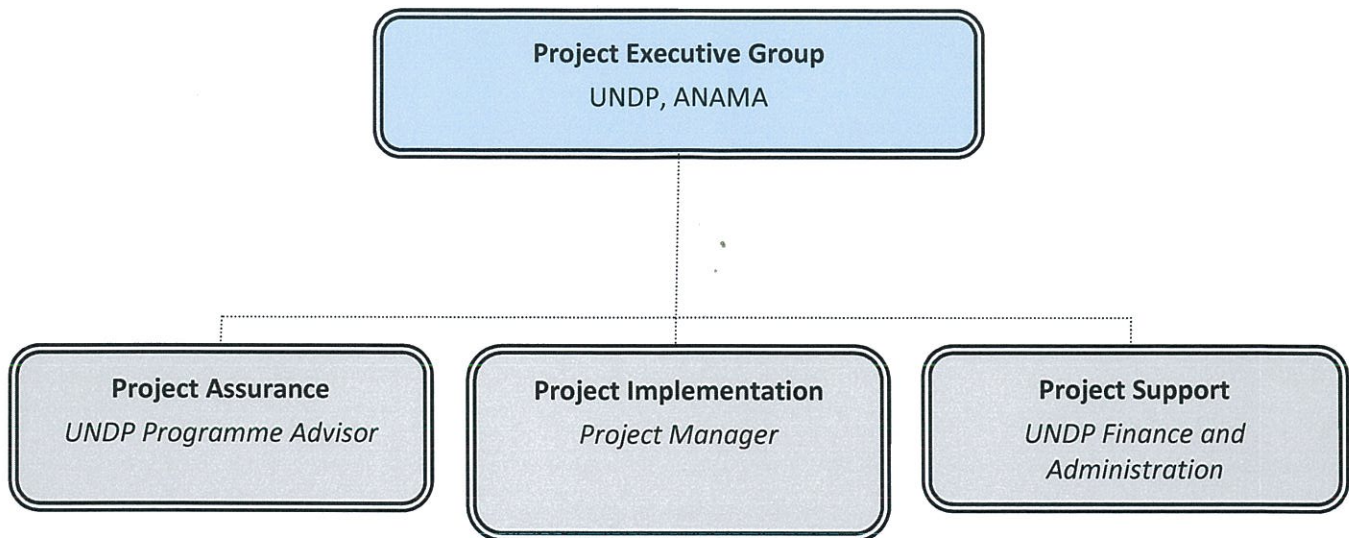 Project Executive Group
UNDP, ANAMA
Project Assurance
UNDP Programme Advisor
Project Implementation
Project Manager
Project Support
UNDP Finance and
Administration